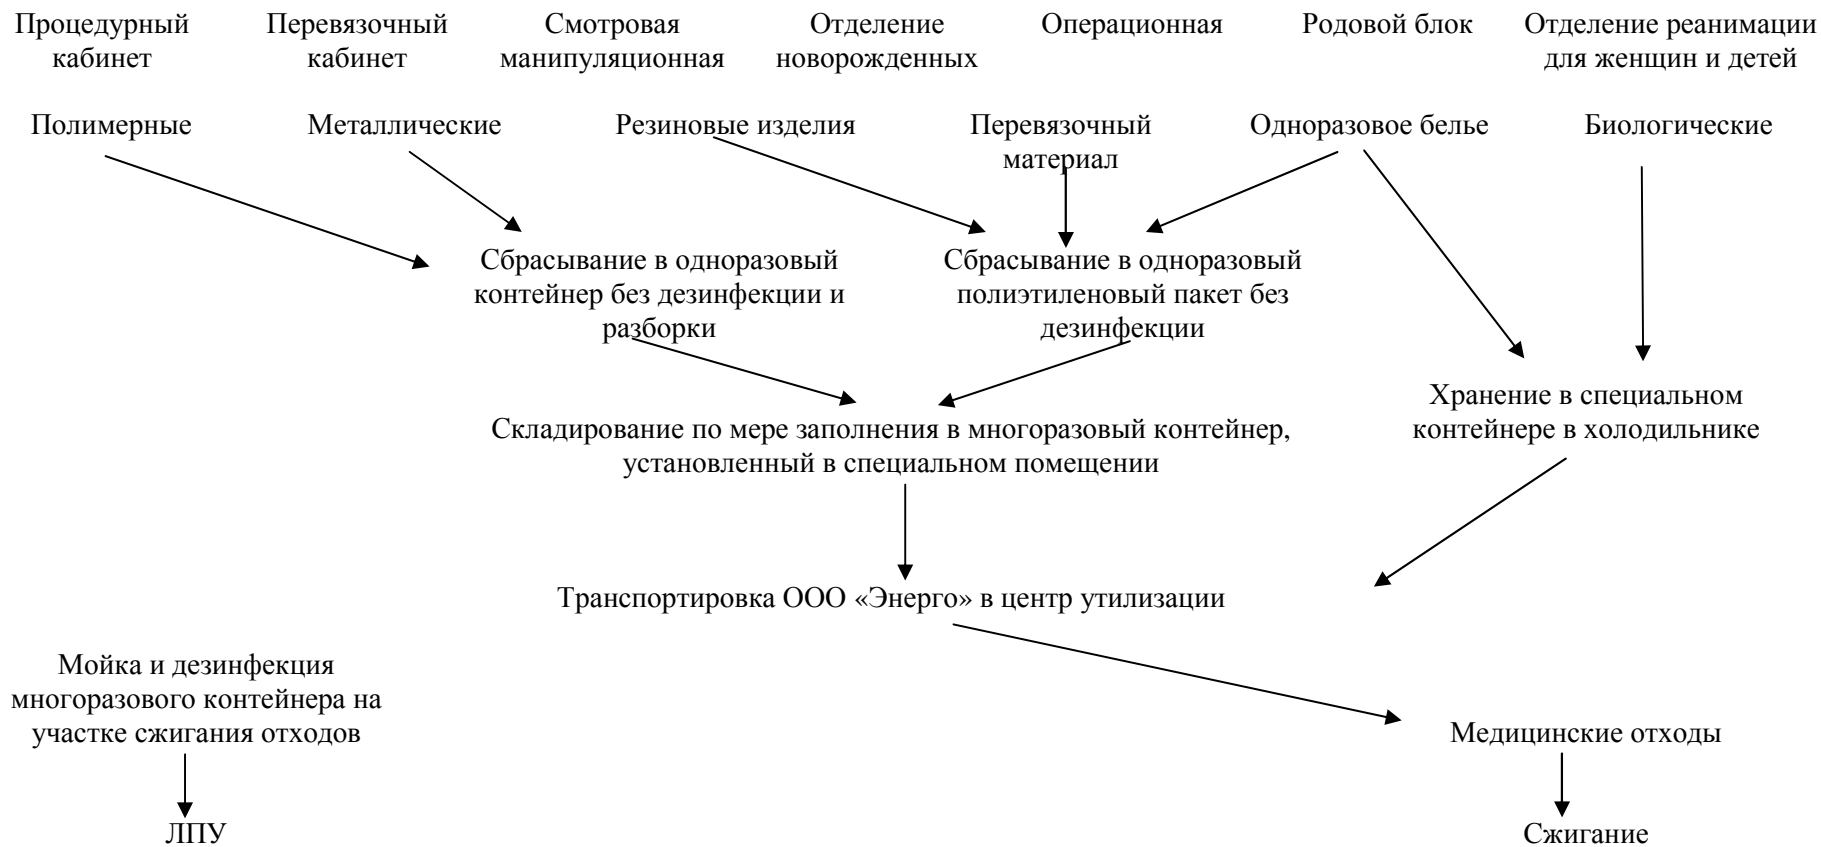 Процедурный
кабинет
Перевязочный
кабинет
Смотровая
манипуляционная
Отделение
новорожденных
Операционная
Родовой блок
Отделение реанимации
для женщин и детей
Полимерные
Металлические
Резиновые изделия
Перевязочный
материал
Одноразовое белье
Биологические
Сбрасывание в одноразовый
контейнер без дезинфекции и
разборки
Сбрасывание в одноразовый
полиэтиленовый пакет без
дезинфекции
Хранение в специальном
контейнере в холодильнике
Складирование по мере заполнения в многоразовый контейнер,
установленный в специальном помещении
Транспортировка ООО «Энерго» в центр утилизации
Мойка и дезинфекция
многоразового контейнера на
участке сжигания отходов
Медицинские отходы
ЛПУ
Сжигание